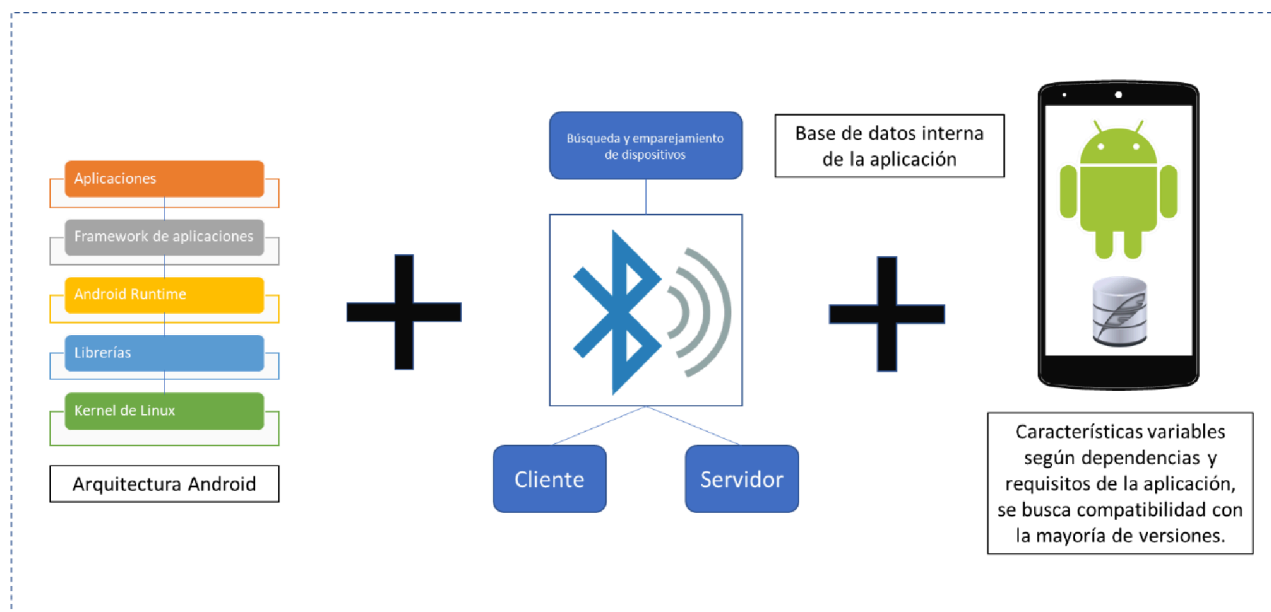 Aplicaciones
Framework de aplicaciones
Android Runtime
Librerías
Kernel de Linux
Arquitectura Android
Búsqueda y emparejamiento
de dispositivos
Cliente
Servidor
Base de datos interna
de la aplicación
Características variables
según dependencias y
requisitos de la aplicación,
se busca compatibilidad con
la mayoría de versiones.